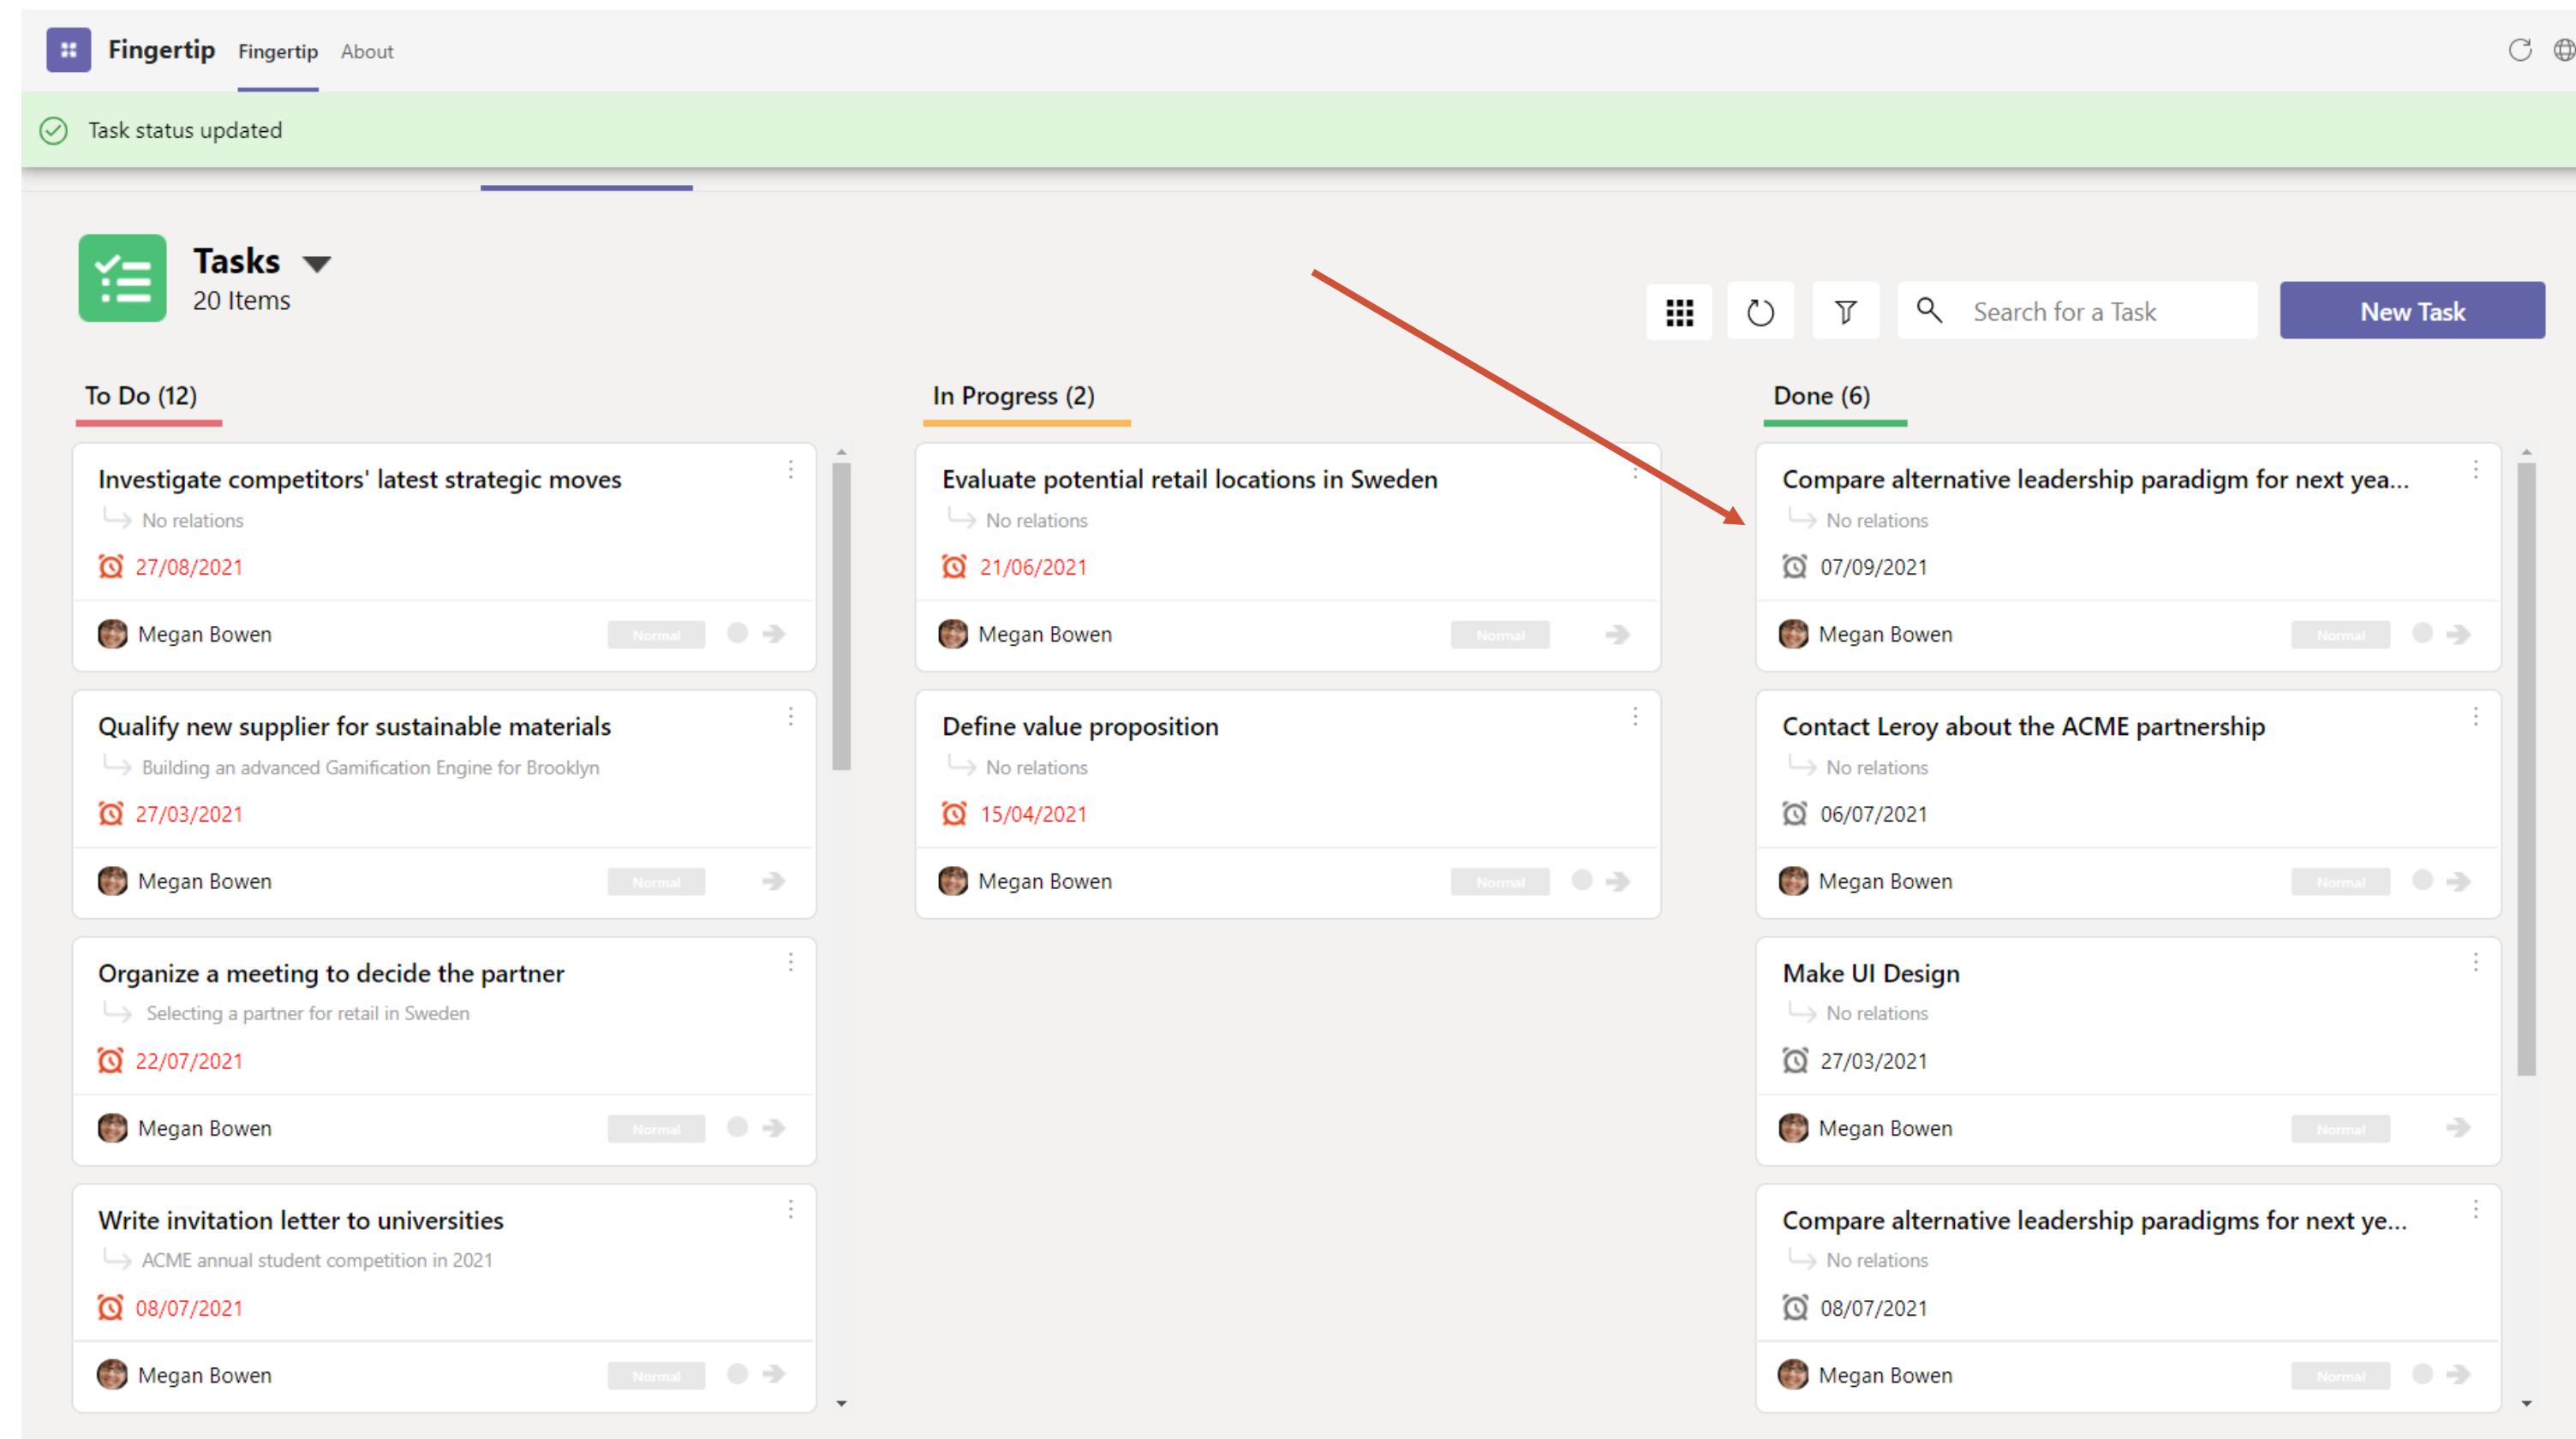 Fingertip Fingertip About
Task status updated
Tasks
20 Items
Search for a Task
New Task
To Do (12)
Investigate competitors' latest strategic moves
No relations
27/08/2021
Megan Bowen Normal
Qualify new supplier for sustainable materials
Building an advanced Gamification Engine for Brooklyn
27/03/2021
Megan Bowen Normal
Organize a meeting to decide the partner
Selecting a partner for retail in Sweden
22/07/2021
Megan Bowen Normal
Write invitation letter to universities
ACME annual student competition in 2021
08/07/2021
Megan Bowen Normal
In Progress (2)
Evaluate potential retail locations in Sweden
No relations
21/06/2021
Megan Bowen Normal
Define value proposition
No relations
15/04/2021
Megan Bowen Normal
Done (6)
Compare alternative leadership paradigm for next yea...
No relations
07/09/2021
Megan Bowen Normal
Contact Leroy about the ACME partnership
No relations
06/07/2021
Megan Bowen Normal
Make UI Design
No relations
27/03/2021
Megan Bowen Normal
Compare alternative leadership paradigms for next ye...
No relations
08/07/2021
Megan Bowen Normal